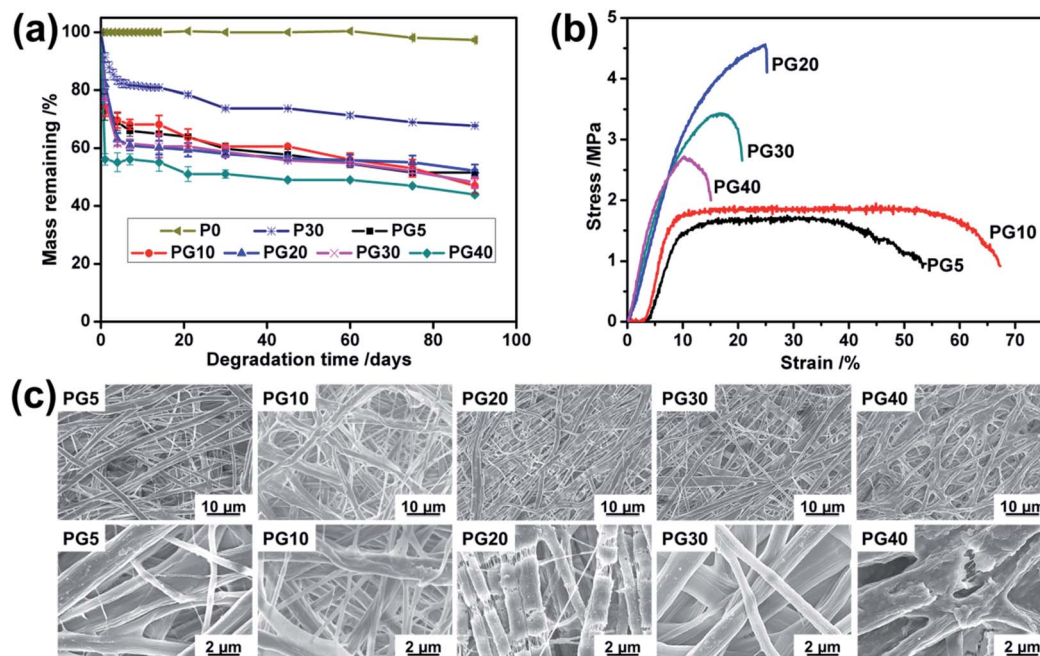 (a)
100
80
60
40
20
0
Mass remaining /%
P0 P30 PG5
PG10 PG20 PG30 PG40
0 20 40 60 80 100
Degradation time /days
(b)
5
4
3
2
1
0
Stress /MPa
PG20
PG30
PG40
PG10
PG5
0 10 20 30 40 50 60 70
Strain /%
(c)
PG5 PG10 PG20 PG30 PG40
10 µm 10 µm 10 µm 10 µm 10 µm
PG5 PG10 PG20 PG30 PG40
2 µm 2 µm 2 µm 2 µm 2 µm